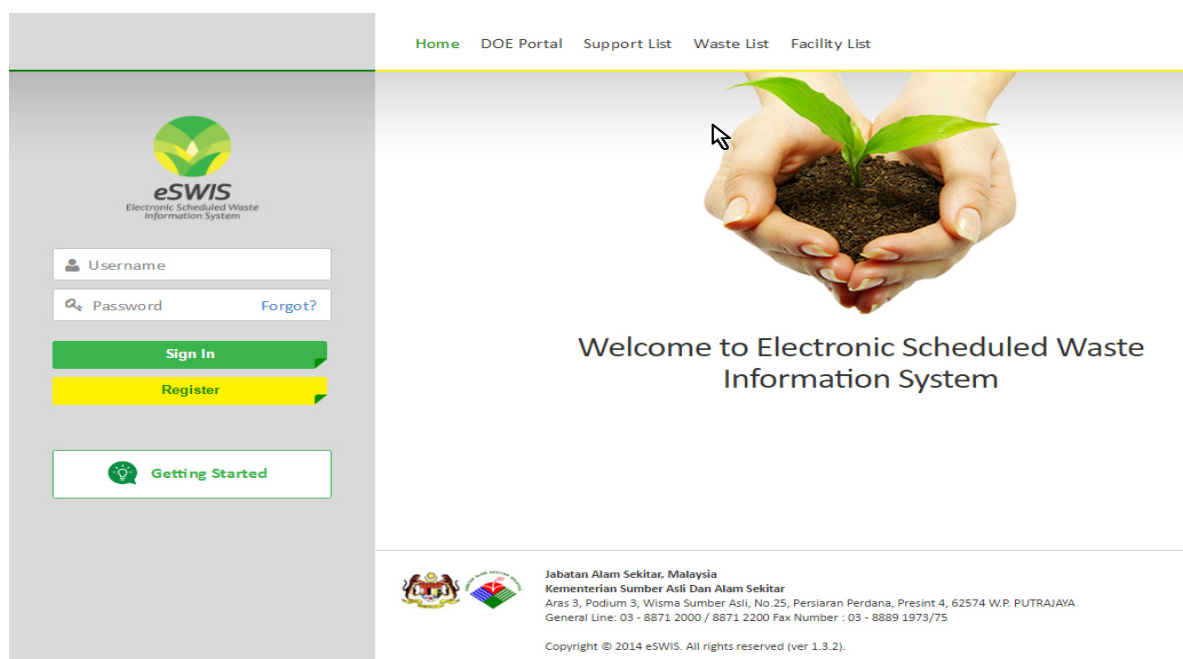 Home DOE Portal Support List Waste List Facility List
eSWIS
Electronic Scheduled Waste
Information System
Username
Password Forgot?
Sign In
Register
Getting Started
Welcome to Electronic Scheduled Waste
Information System
Jabatan Alam Sekitar, Malaysia
Kementerian Sumber Asli Dan Alam Sekitar
Aras 3, Podium 3, Wisma Sumber Asli, No.25, Persiaran Perdana, Presint 4, 62574 W.P. PUTRAJAYA
General Line: 03 - 8871 2000 / 8871 2200 Fax Number : 03 - 8889 1973/75
Copyright © 2014 eSWIS. All rights reserved (ver 1.3.2).